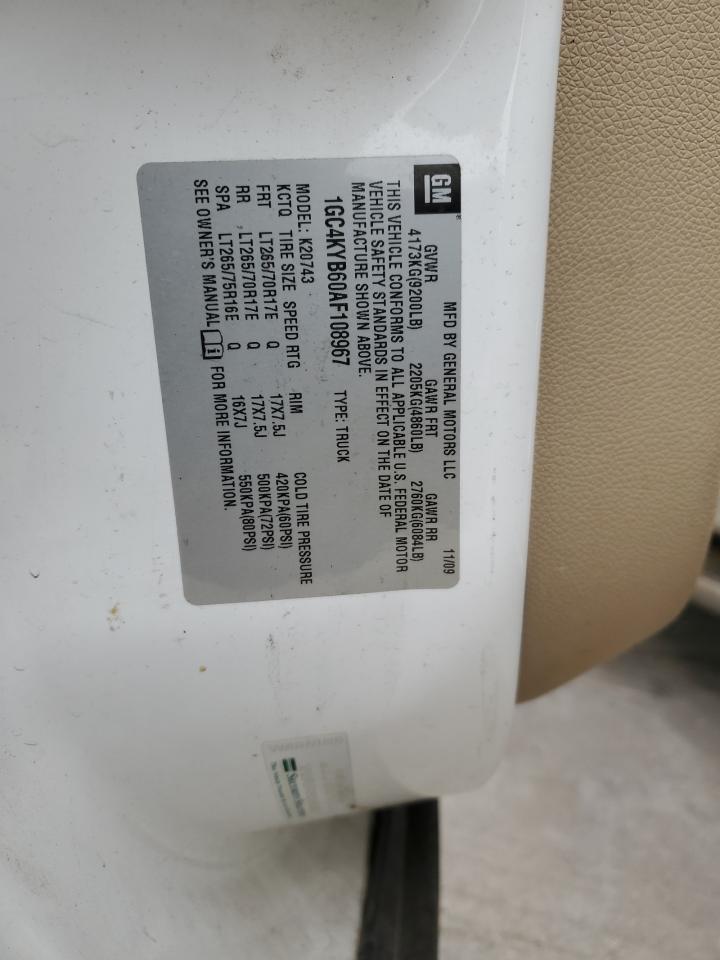 GM
MFD BY GENERAL MOTORS LLC 11/09
GVWR GAWR FRT GAWR RR
4173KG(9200LB) 2205KG(4860LB) 2760KG(6084LB)
THIS VEHICLE CONFORMS TO ALL APPLICABLE U.S. FEDERAL MOTOR
VEHICLE SAFETY STANDARDS IN EFFECT ON THE DATE OF
MANUFACTURE SHOWN ABOVE.
1GC4KYB60AF108967 TYPE: TRUCK
MODEL: K20743
KCTQ TIRE SIZE SPEED RTG RIM COLD TIRE PRESSURE
FRT LT265/70R17E Q 17X7.5J 420KPA(60PSI)
RR LT265/70R17E Q 17X7.5J 500KPA(72PSI)
SPA LT265/75R16E Q 16X7J 550KPA(80PSI)
SEE OWNER'S MANUAL FOR MORE INFORMATION.